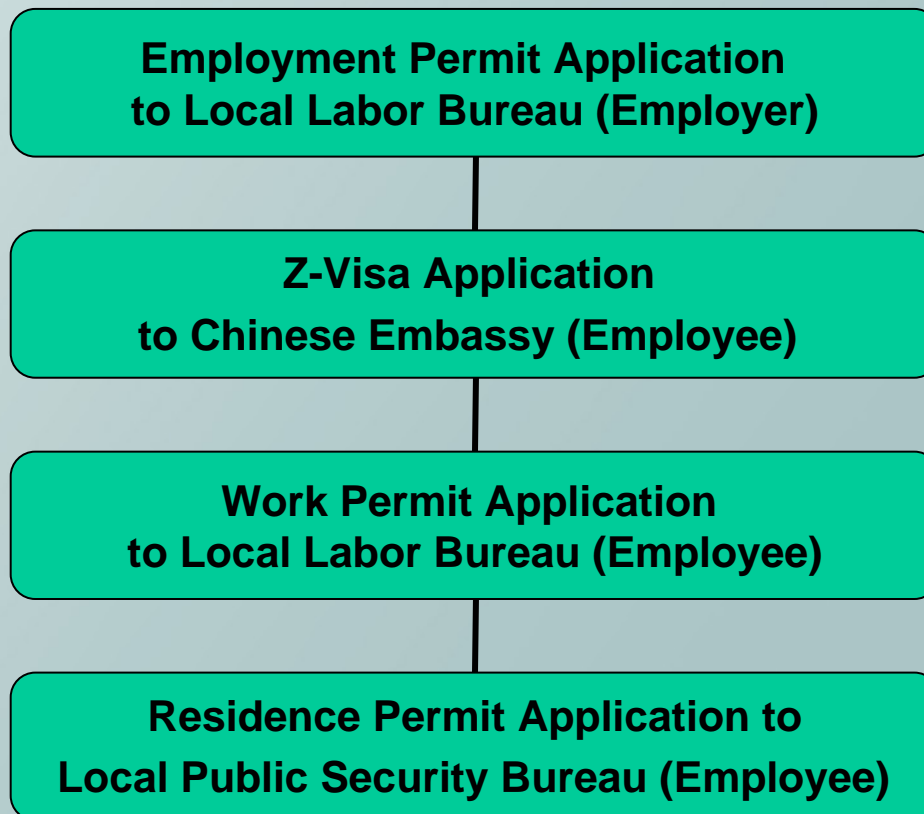 Employment Permit Application
to Local Labor Bureau (Employer)
Z-Visa Application
to Chinese Embassy (Employee)
Work Permit Application
to Local Labor Bureau (Employee)
Residence Permit Application to
Local Public Security Bureau (Employee)